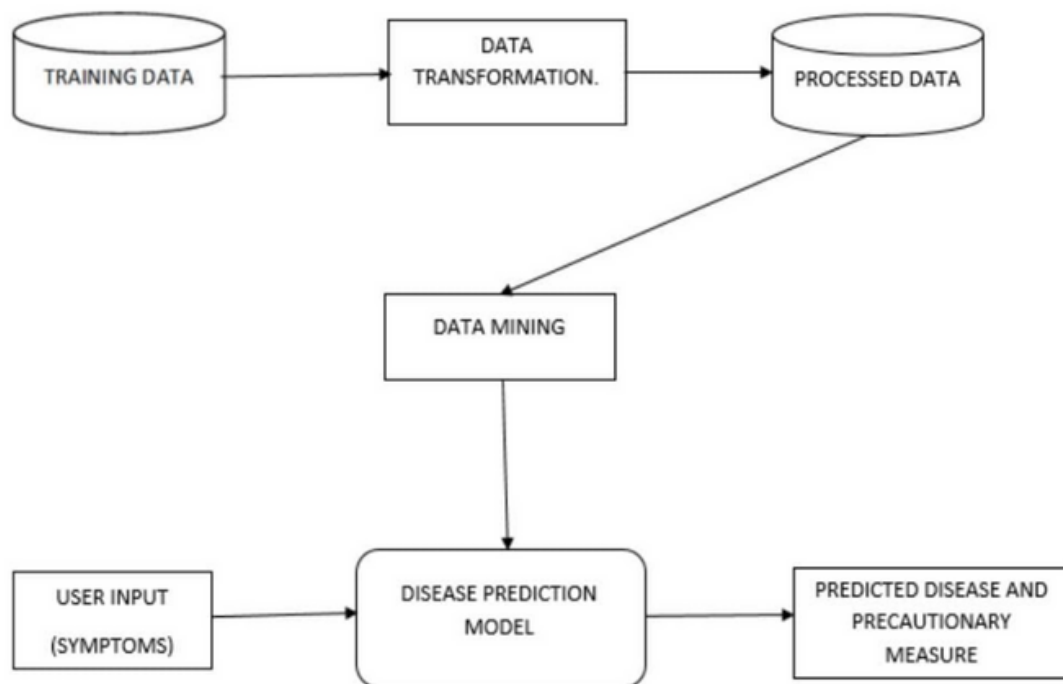 TRAINING DATA
DATA
TRANSFORMATION.
PROCESSED DATA
DATA MINING
USER INPUT
(SYMPTOMS)
DISEASE PREDICTION
MODEL
PREDICTED DISEASE AND
PRECAUTIONARY
MEASURE